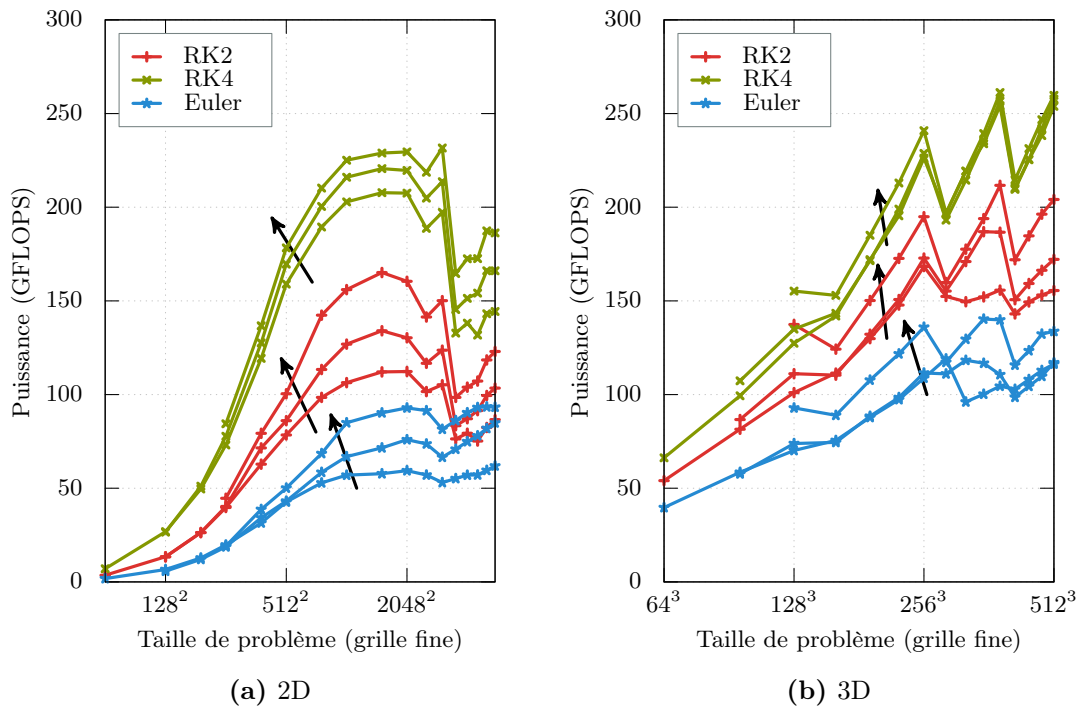 300
250
200
150
100
50
0
Puissance (GFLOPS)
RK2
RK4
Euler
128²
512²
2048²
Taille de problème (grille fine)
(a) 2D
300
250
200
150
100
50
0
Puissance (GFLOPS)
RK2
RK4
Euler
64³
128³
256³
512³
Taille de problème (grille fine)
(b) 3D